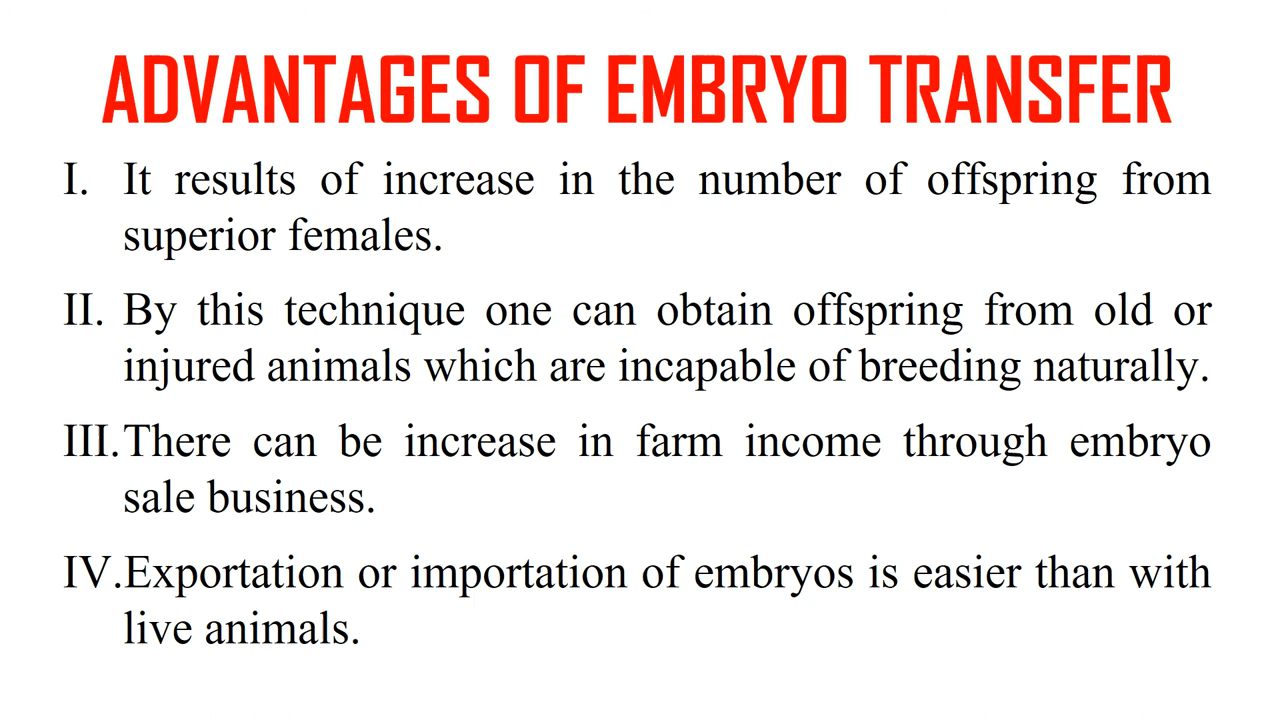 ADVANTAGES OF EMBRYO TRANSFER
I. It results of increase in the number of offspring from
superior females.
II. By this technique one can obtain offspring from old or
injured animals which are incapable of breeding naturally.
III. There can be increase in farm income through embryo
sale business.
IV. Exportation or importation of embryos is easier than with
live animals.